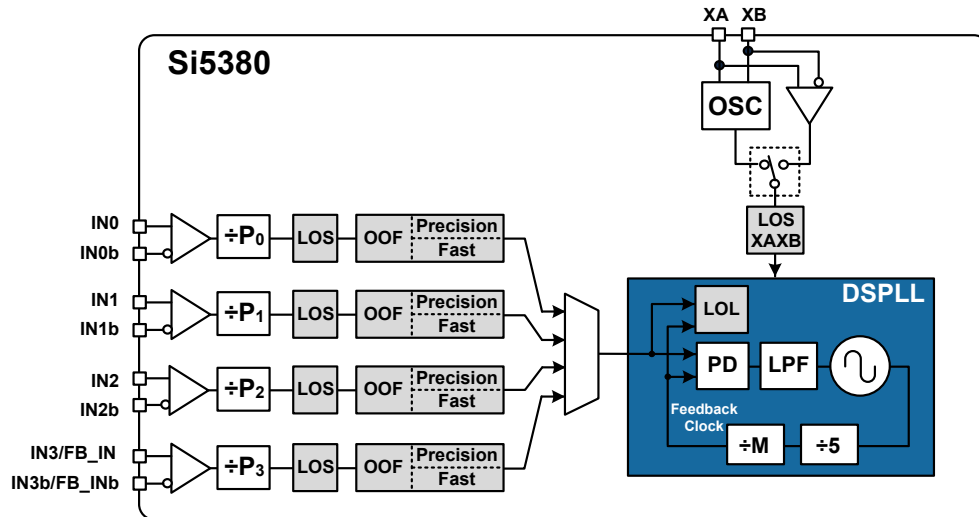 XA XB
Si5380
OSC
LOS
XAXB
IN0
IN0b
÷P0
LOS
OOF
Precision
Fast
IN1
IN1b
÷P1
LOS
OOF
Precision
Fast
IN2
IN2b
÷P2
LOS
OOF
Precision
Fast
IN3/FB_IN
IN3b/FB_INb
÷P3
LOS
OOF
Precision
Fast
DSPLL
LOL
PD
LPF
Feedback
Clock
÷M
÷5